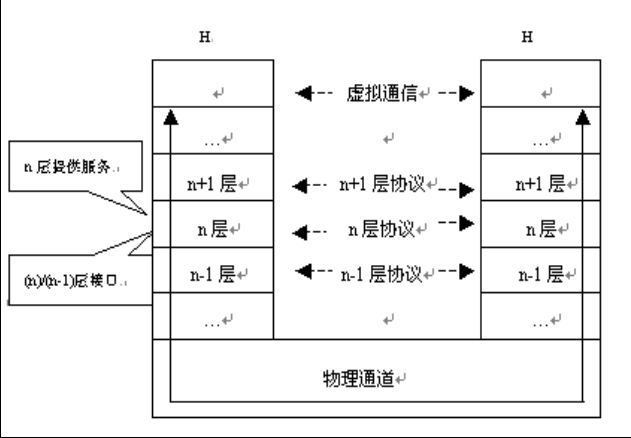 H H
虚拟通信
… …
n 层提供服务
n+1 层 n+1 层协议 n+1 层
n 层 n 层协议 n 层
(n)/(n-1)层接口
n-1 层 n-1 层协议 n-1 层
… …
物理通道